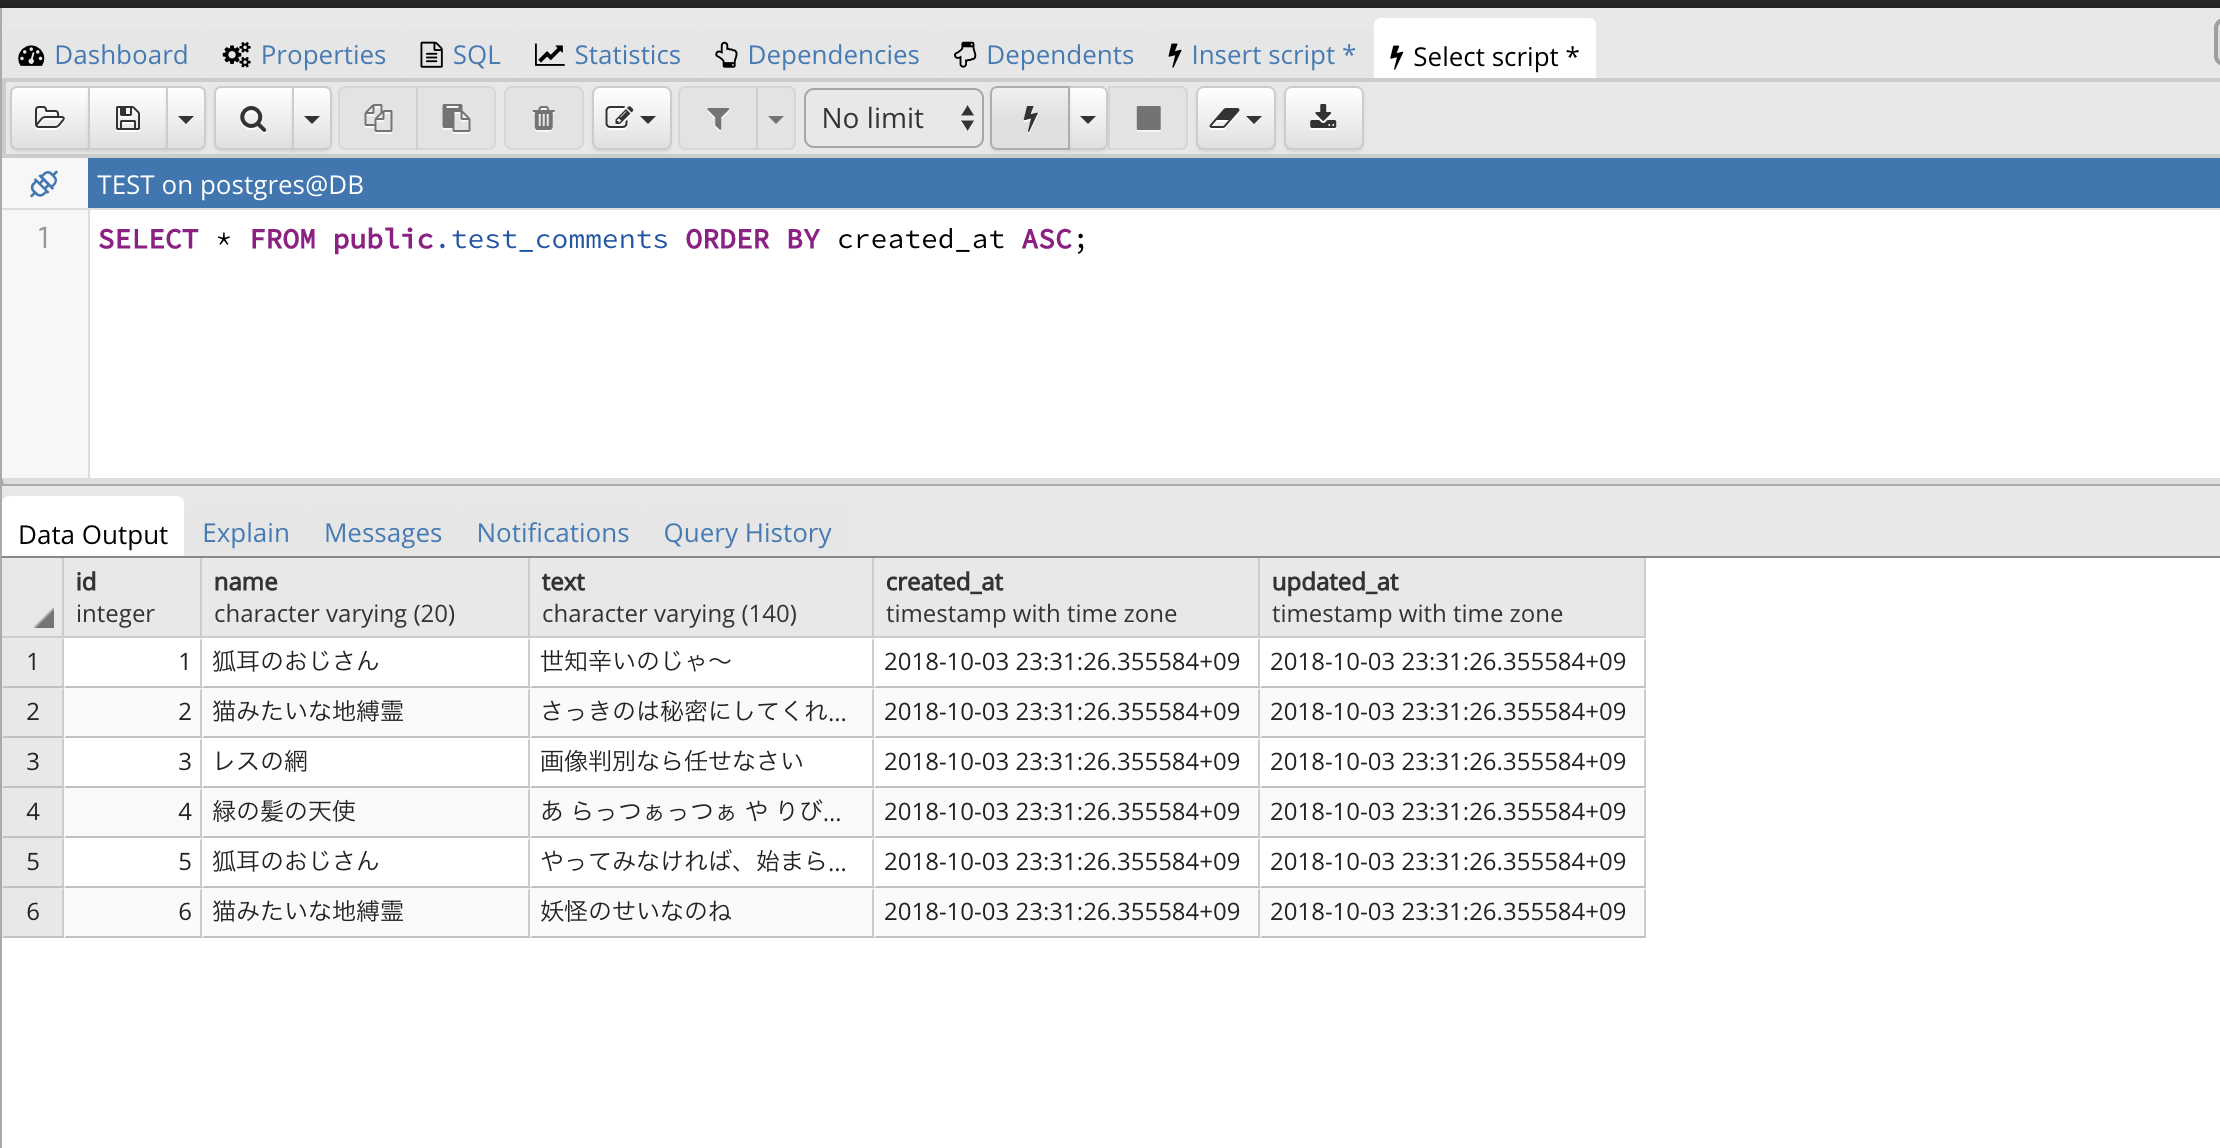 Dashboard Properties SQL Statistics Dependencies Dependents Insert script * Select script *
No limit
TEST on postgres@DB
1 SELECT * FROM public.test_comments ORDER BY created_at ASC;
Data Output Explain Messages Notifications Query History
id name text created_at updated_at
integer character varying (20) character varying (140) timestamp with time zone timestamp with time zone
1 1 狐耳のおじさん 世知辛いのじゃ〜 2018-10-03 23:31:26.355584+09 2018-10-03 23:31:26.355584+09
2 2 猫みたいな地縛霊 さっきのは秘密にしてくれ... 2018-10-03 23:31:26.355584+09 2018-10-03 23:31:26.355584+09
3 3 レスの網 画像判別なら任せなさい 2018-10-03 23:31:26.355584+09 2018-10-03 23:31:26.355584+09
4 4 緑の髪の天使 あ らっつぁっつぁ や りび... 2018-10-03 23:31:26.355584+09 2018-10-03 23:31:26.355584+09
5 5 狐耳のおじさん やってみなければ、始まら... 2018-10-03 23:31:26.355584+09 2018-10-03 23:31:26.355584+09
6 6 猫みたいな地縛霊 妖怪のせいなのね 2018-10-03 23:31:26.355584+09 2018-10-03 23:31:26.355584+09